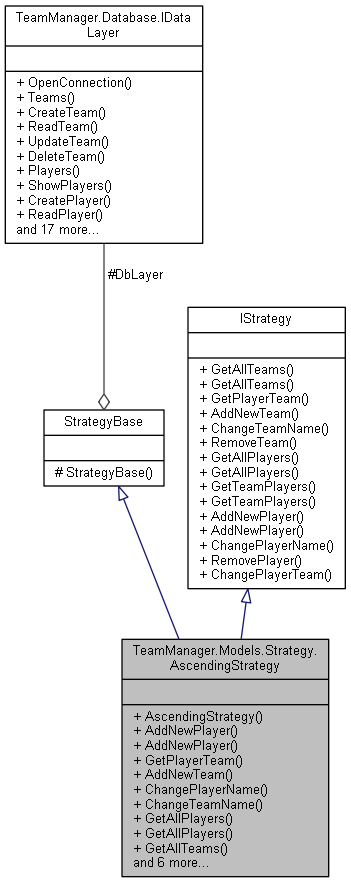 TeamManager.Database.IData
Layer
+ OpenConnection()
+ Teams()
+ CreateTeam()
+ ReadTeam()
+ UpdateTeam()
+ DeleteTeam()
+ Players()
+ ShowPlayers()
+ CreatePlayer()
+ ReadPlayer()
and 17 more...
#DbLayer
IStrategy
+ GetAllTeams()
+ GetAllTeams()
+ GetPlayerTeam()
+ AddNewTeam()
+ ChangeTeamName()
+ RemoveTeam()
+ GetAllPlayers()
+ GetAllPlayers()
+ GetTeamPlayers()
+ GetTeamPlayers()
+ AddNewPlayer()
+ AddNewPlayer()
+ ChangePlayerName()
+ RemovePlayer()
+ ChangePlayerTeam()
StrategyBase
# StrategyBase()
TeamManager.Models.Strategy.
AscendingStrategy
+ AscendingStrategy()
+ AddNewPlayer()
+ AddNewPlayer()
+ GetPlayerTeam()
+ AddNewTeam()
+ ChangePlayerName()
+ ChangeTeamName()
+ GetAllPlayers()
+ GetAllPlayers()
+ GetAllTeams()
and 6 more...